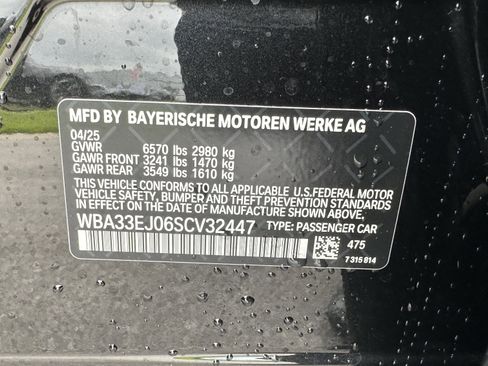 MFD BY BAYERISCHE MOTOREN WERKE AG
04/25
GVWR 6570 lbs 2980 kg
GAWR FRONT 3241 lbs 1470 kg
GAWR REAR 3549 lbs 1610 kg
THIS VEHICLE CONFORMS TO ALL APPLICABLE U.S.FEDERAL MOTOR
VEHICLE SAFETY, BUMPER AND THEFT PREVENTION STANDARDS
IN EFFECT ON THE DATE OF MANUFACTURE SHOWN ABOVE.
WBA33EJ06SCV32447 TYPE: PASSENGER CAR
475
7 315 814